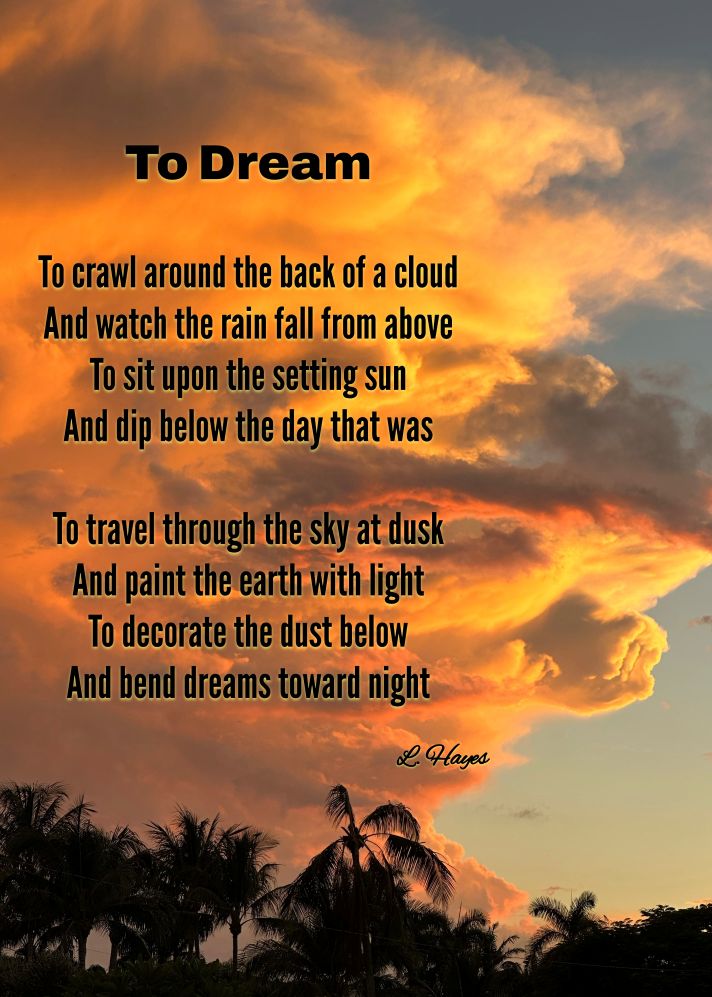 To Dream
To crawl around the back of a cloud
And watch the rain fall from above
To sit upon the setting sun
And dip below the day that was
To travel through the sky at dusk
And paint the earth with light
To decorate the dust below
And bend dreams toward night
L. Hayes